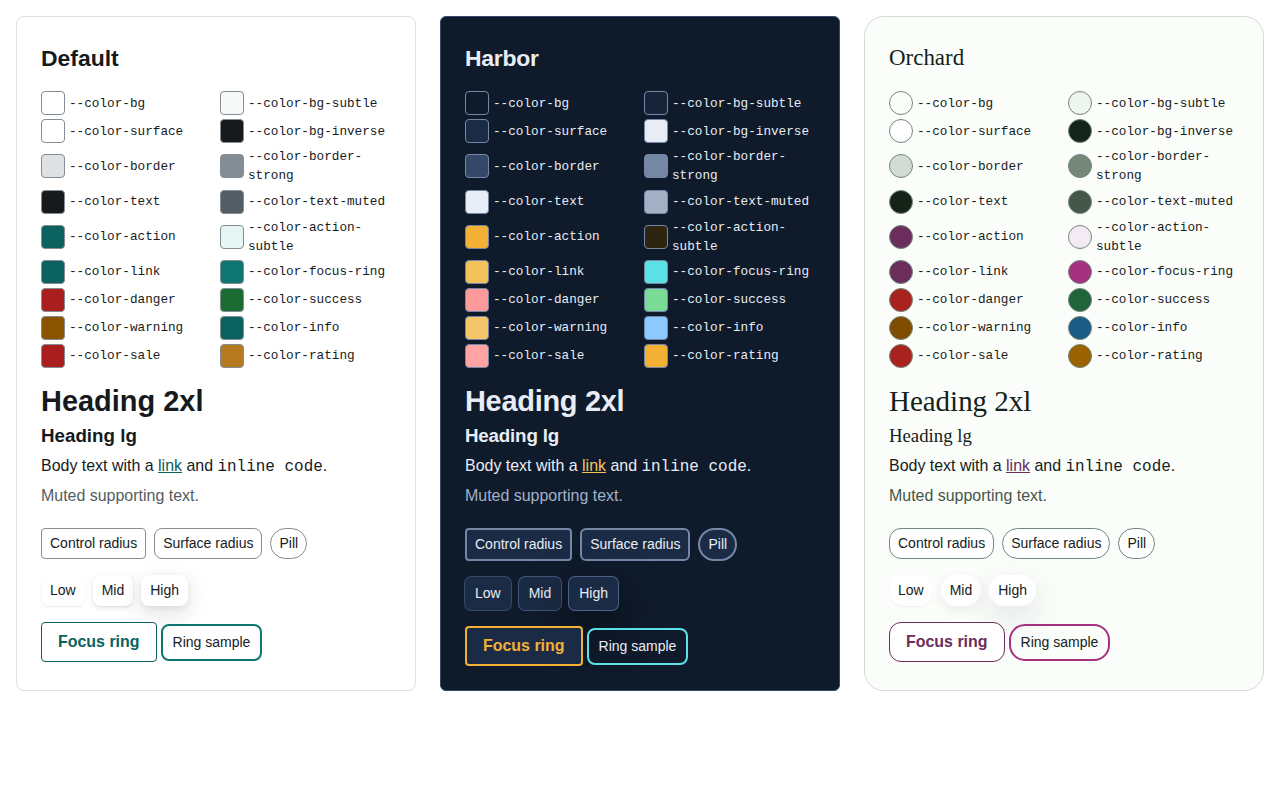 Default
--color-bg
--color-bg-subtle
--color-surface
--color-bg-inverse
--color-border
--color-border-
strong
--color-text
--color-text-muted
--color-action
--color-action-
subtle
--color-link
--color-focus-ring
--color-danger
--color-success
--color-warning
--color-info
--color-sale
--color-rating
Heading 2xl
Heading lg
Body text with a link and inline code.
Muted supporting text.
Control radius
Surface radius
Pill
Low
Mid
High
Focus ring
Ring sample
Harbor
--color-bg
--color-bg-subtle
--color-surface
--color-bg-inverse
--color-border
--color-border-
strong
--color-text
--color-text-muted
--color-action
--color-action-
subtle
--color-link
--color-focus-ring
--color-danger
--color-success
--color-warning
--color-info
--color-sale
--color-rating
Heading 2xl
Heading lg
Body text with a link and inline code.
Muted supporting text.
Control radius
Surface radius
Pill
Low
Mid
High
Focus ring
Ring sample
Orchard
--color-bg
--color-bg-subtle
--color-surface
--color-bg-inverse
--color-border
--color-border-
strong
--color-text
--color-text-muted
--color-action
--color-action-
subtle
--color-link
--color-focus-ring
--color-danger
--color-success
--color-warning
--color-info
--color-sale
--color-rating
Heading 2xl
Heading lg
Body text with a link and inline code.
Muted supporting text.
Control radius
Surface radius
Pill
Low
Mid
High
Focus ring
Ring sample